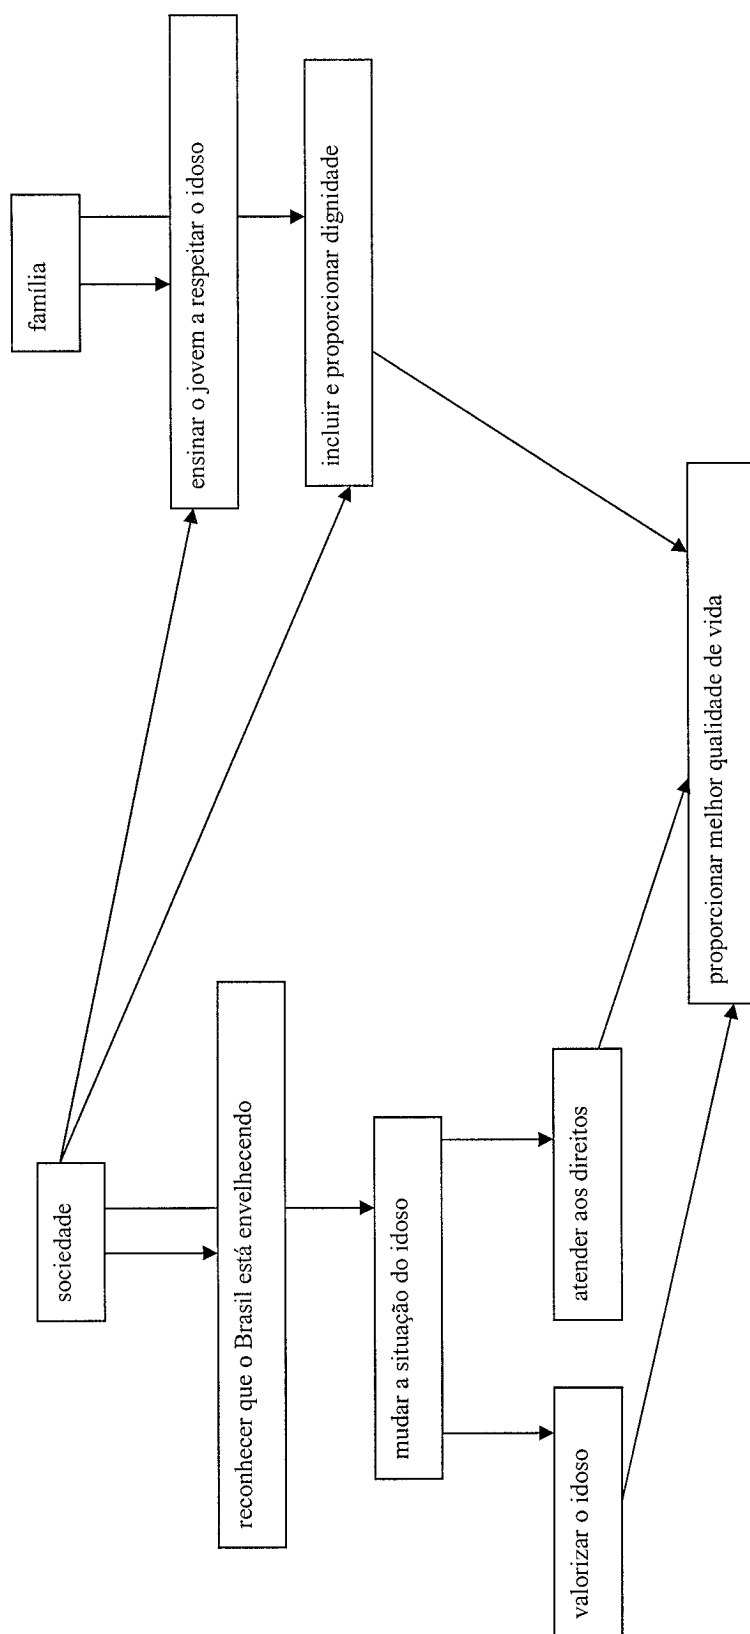 família
ensinar o jovem a respeitar o idoso
incluir e proporcionar dignidade
sociedade
reconhecer que o Brasil está envelhecendo
mudar a situação do idoso
atender aos direitos
valorizar o idoso
proporcionar melhor qualidade de vida